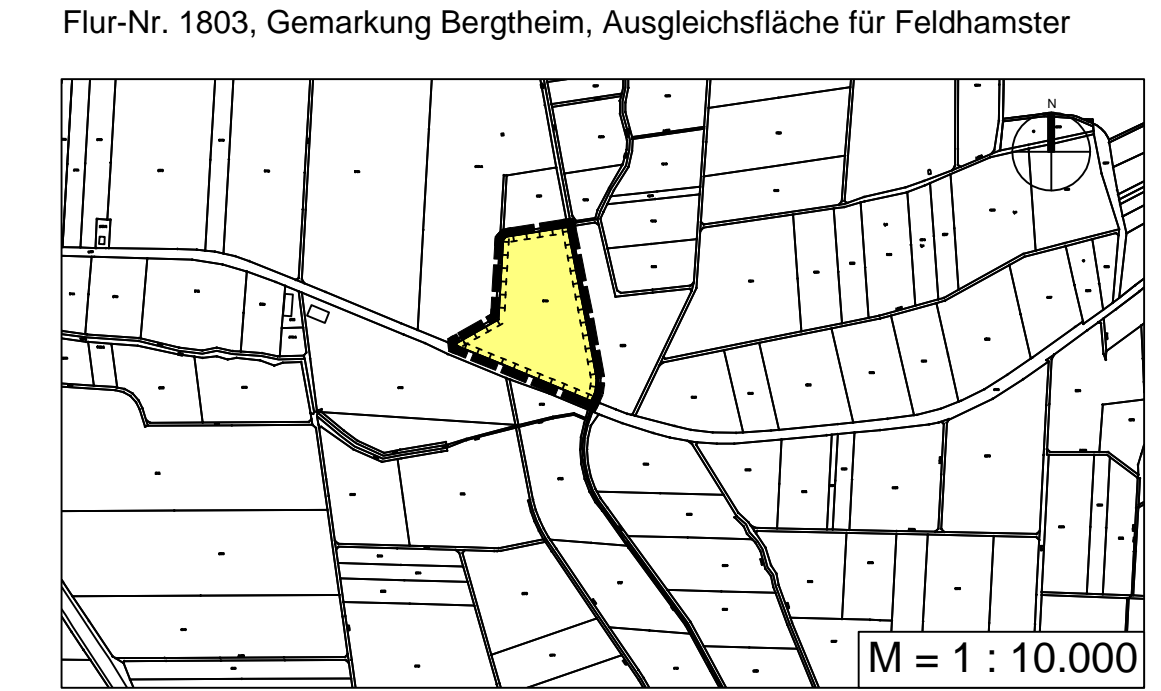 Flur-Nr. 1803, Gemarkung Bergtheim, Ausgleichsfläche für Feldhamster
N
M = 1 : 10.000